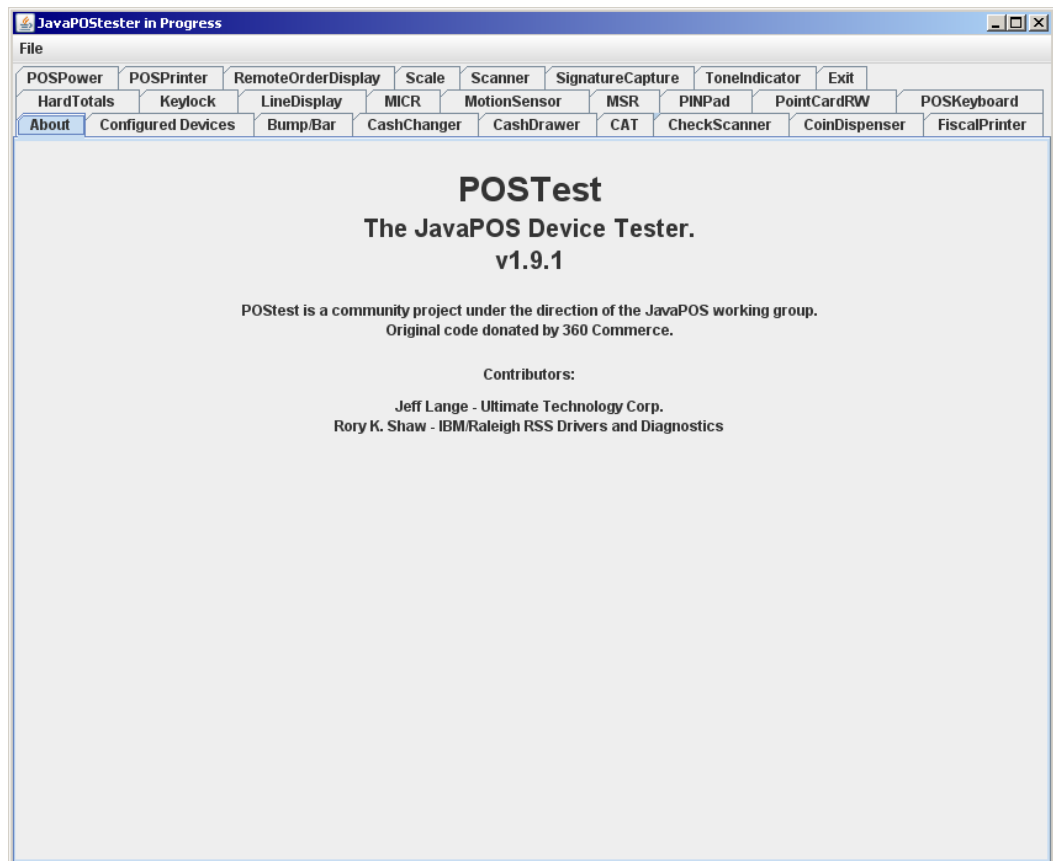 JavaPOStester in Progress
File
POSPower POSPrinter RemoteOrderDisplay Scale Scanner SignatureCapture ToneIndicator Exit
HardTotals Keylock LineDisplay MICR MotionSensor MSR PINPad PointCardRW POSKeyboard
About Configured Devices Bump/Bar CashChanger CashDrawer CAT CheckScanner CoinDispenser FiscalPrinter
POSTest
The JavaPOS Device Tester.
v1.9.1
POStest is a community project under the direction of the JavaPOS working group.
Original code donated by 360 Commerce.
Contributors:
Jeff Lange - Ultimate Technology Corp.
Rory K. Shaw - IBM/Raleigh RSS Drivers and Diagnostics